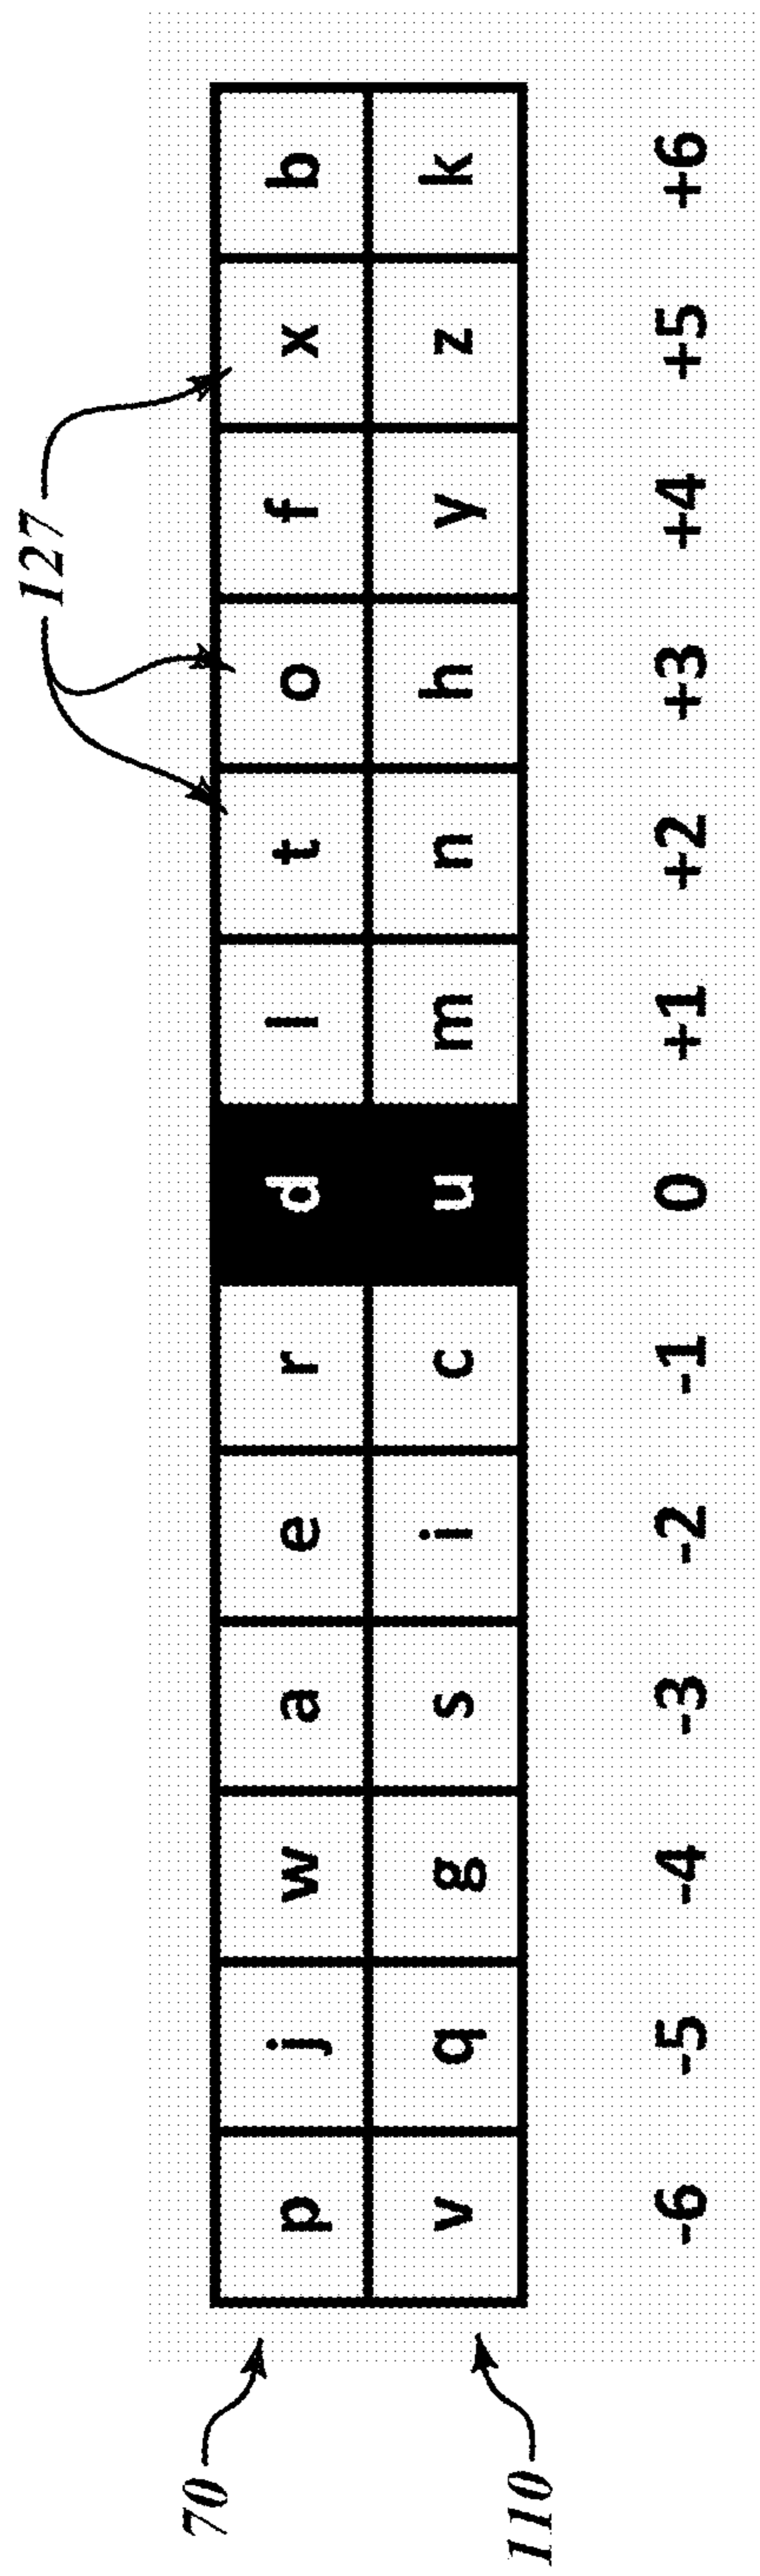 127
70 p j w a e r d l t o f x b
110 v q g s i c u m n h y z k
-6 -5 -4 -3 -2 -1 0 +1 +2 +3 +4 +5 +6